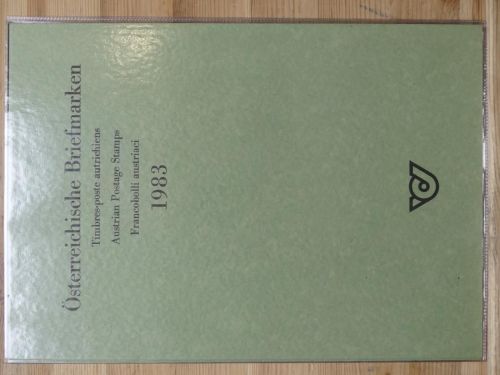 Österreichische Briefmarken
Timbres-poste autrichiens
Austrian Postage Stamps
Francobolli austriaci
1983